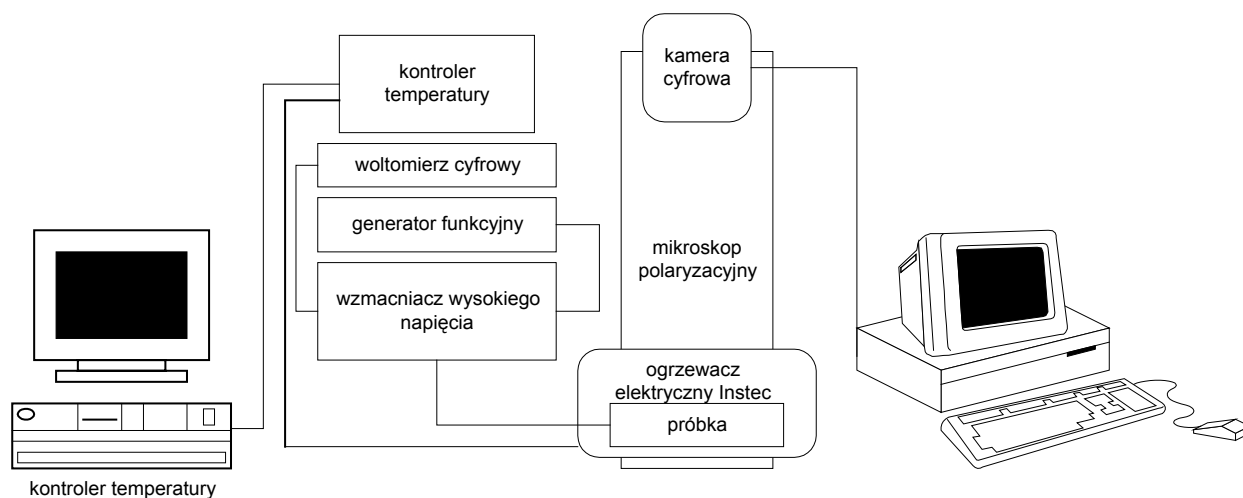 kontroler
temperatury
woltomierz cyfrowy
generator funkcyjny
wzmacniacz wysokiego
napięcia
kamera
cyfrowa
mikroskop
polaryzacyjny
ogrzewacz
elektryczny Instec
próbka
kontroler temperatury